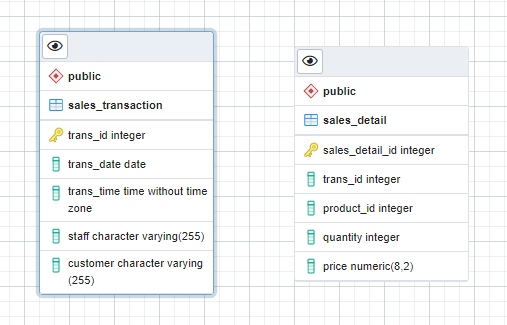 public
sales_transaction
trans_id integer
trans_date date
trans_time time without time
zone
staff character varying(255)
customer character varying
(255)
public
sales_detail
sales_detail_id integer
trans_id integer
product_id integer
quantity integer
price numeric(8,2)